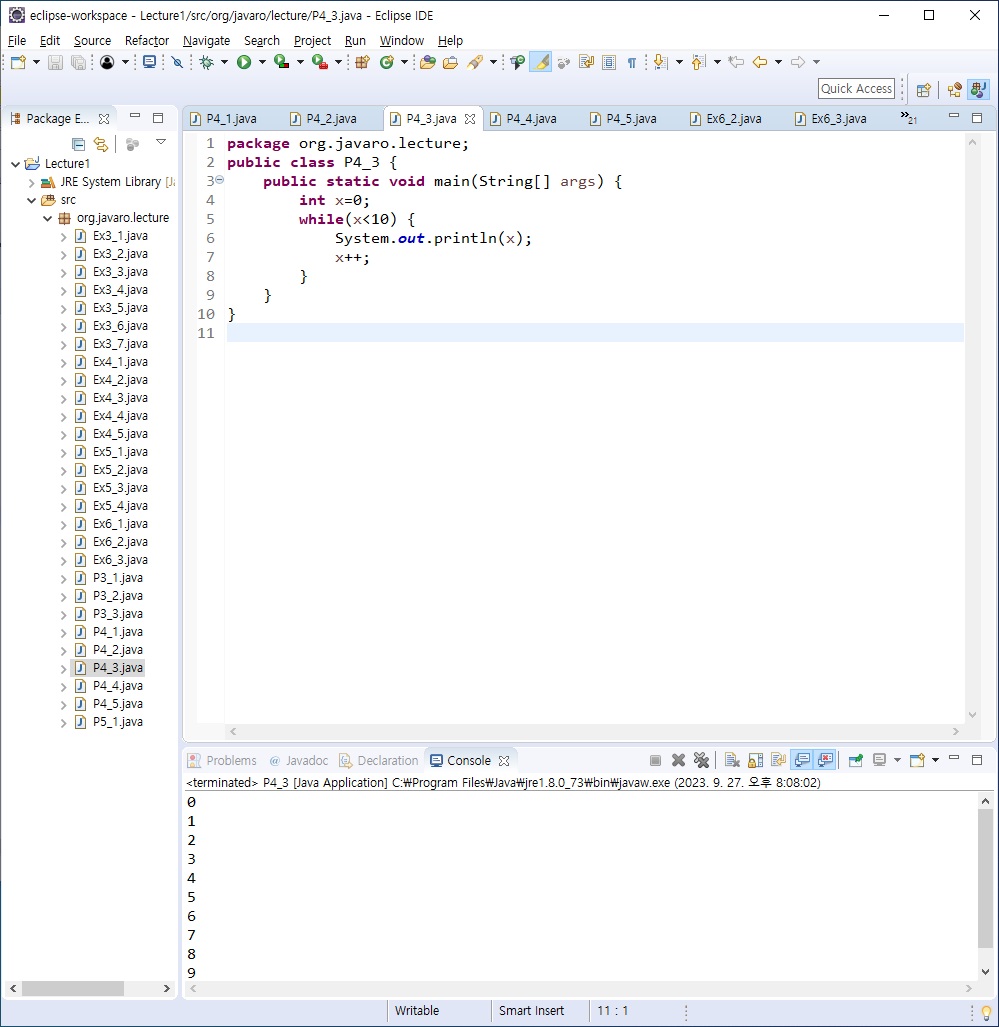 eclipse-workspace - Lecture1/src/org/javaro/lecture/P4_3.java - Eclipse IDE
File Edit Source Refactor Navigate Search Project Run Window Help
Quick Access
Package E...
P4_1.java P4_2.java P4_3.java P4_4.java P4_5.java Ex6_2.java Ex6_3.java »21
Lecture1
JRE System Library [Ja
src
org.javaro.lecture
Ex3_1.java
Ex3_2.java
Ex3_3.java
Ex3_4.java
Ex3_5.java
Ex3_6.java
Ex3_7.java
Ex4_1.java
Ex4_2.java
Ex4_3.java
Ex4_4.java
Ex4_5.java
Ex5_1.java
Ex5_2.java
Ex5_3.java
Ex5_4.java
Ex6_1.java
Ex6_2.java
Ex6_3.java
P3_1.java
P3_2.java
P3_3.java
P4_1.java
P4_2.java
P4_3.java
P4_4.java
P4_5.java
P5_1.java
1 package org.javaro.lecture;
2 public class P4_3 {
3 public static void main(String[] args) {
4 int x=0;
5 while(x<10) {
6 System.out.println(x);
7 x++;
8 }
9 }
10 }
11
Problems @ Javadoc Declaration Console
<terminated> P4_3 [Java Application] C:₩Program Files₩Java₩jre1.8.0_73₩bin₩javaw.exe (2023. 9. 27. 오후 8:08:02)
0
1
2
3
4
5
6
7
8
9
Writable Smart Insert 11 : 1